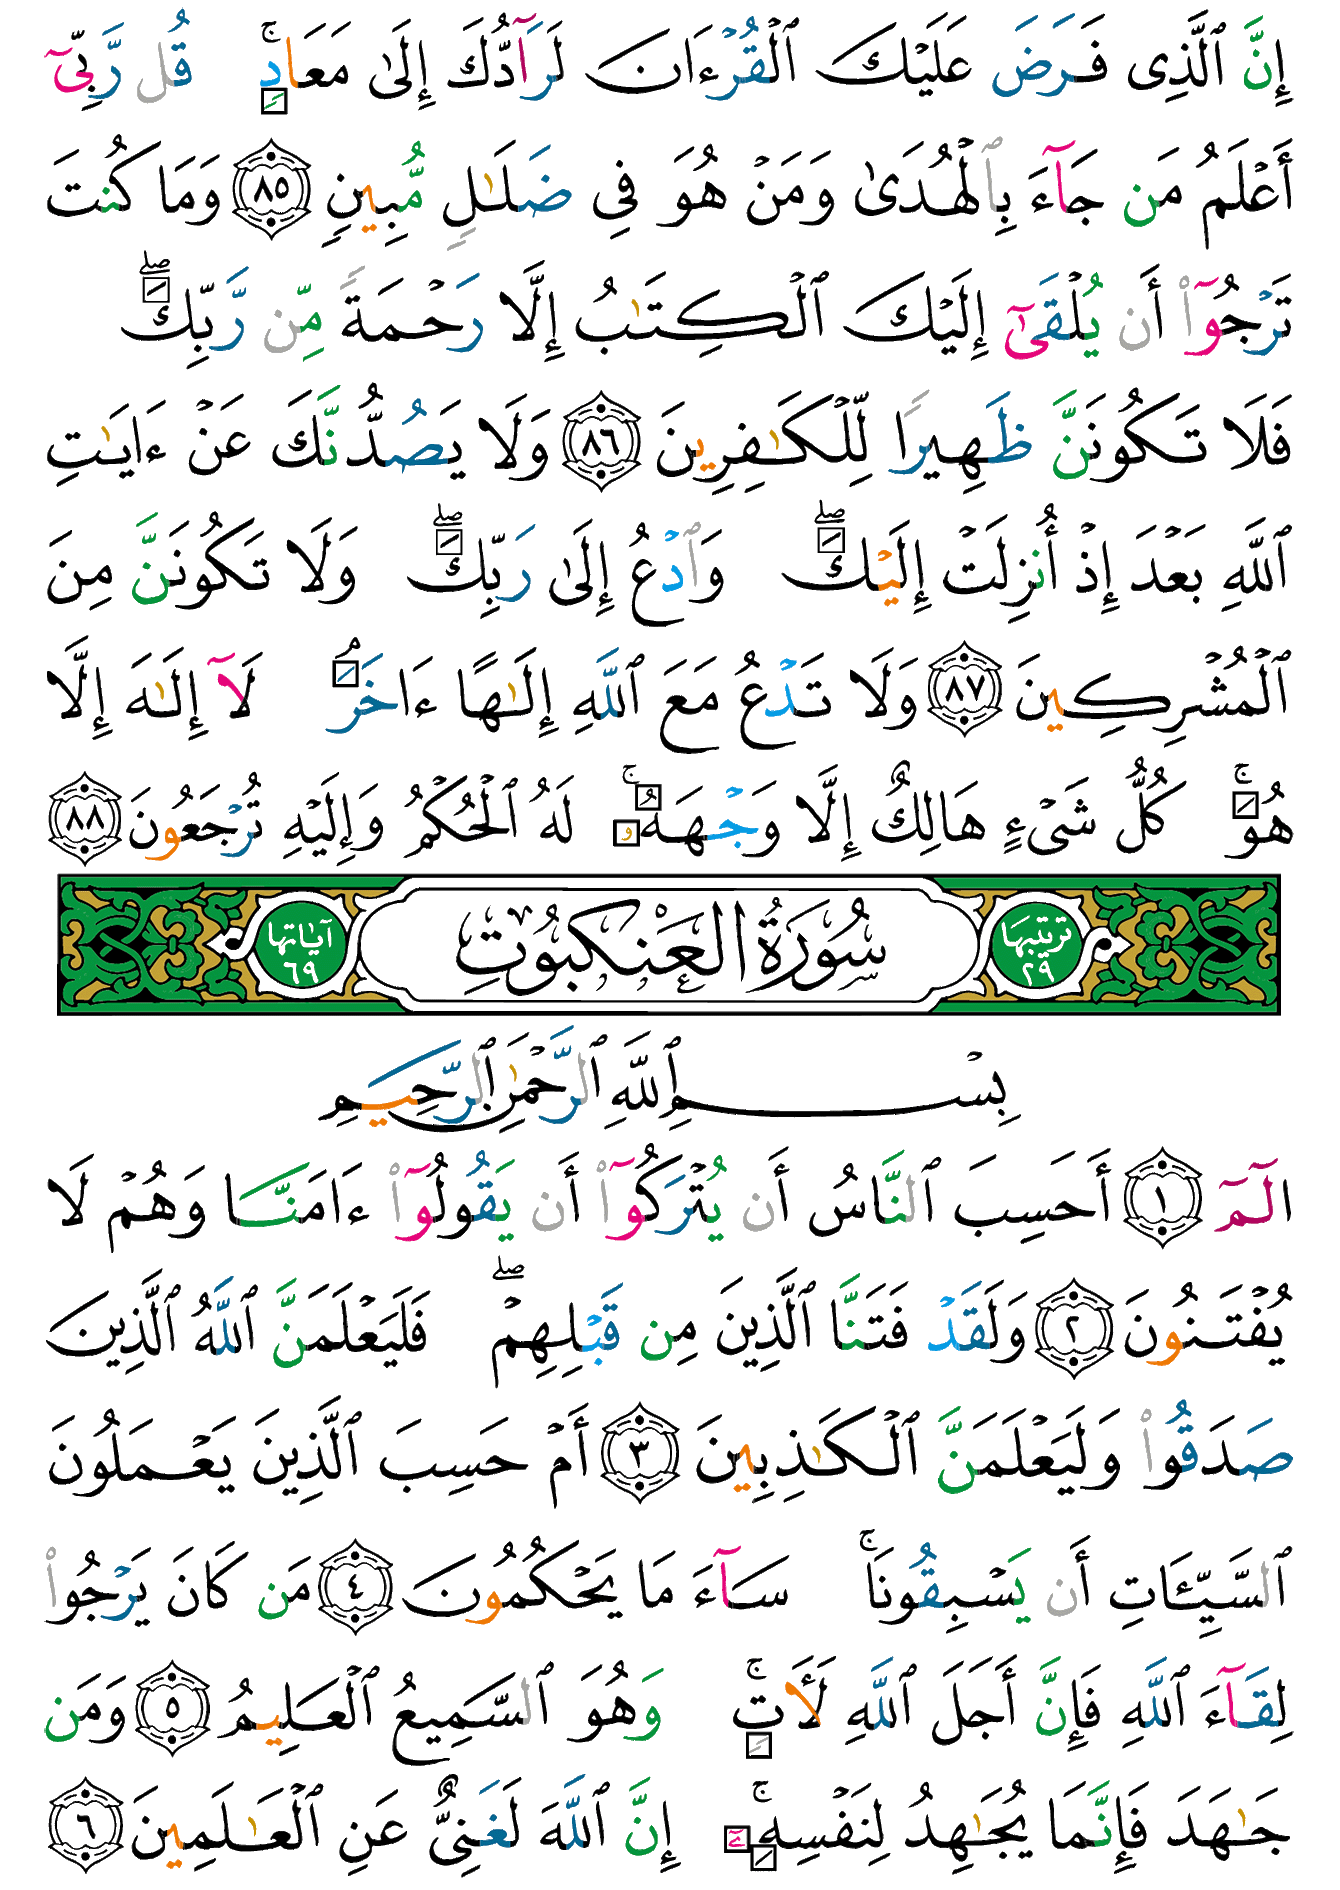 إِنَّ ٱلَّذِى فَرَضَ عَلَيْكَ ٱلْقُرْءَانَ لَرَآدُّكَ إِلَىٰ مَعَادٍۚ قُل رَّبِّىٓ
أَعْلَمُ مَن جَآءَ بِٱلْهُدَىٰ وَمَنْ هُوَ فِى ضَلَٰلٍ مُّبِينٍ ٨٥ وَمَا كُنتَ
تَرْجُوٓا۟ أَن يُلْقَىٰٓ إِلَيْكَ ٱلْكِتَٰبُ إِلَّا رَحْمَةً مِّن رَّبِّكَۖ
فَلَا تَكُونَنَّ ظَهِيرًا لِّلْكَٰفِرِينَ ٨٦ وَلَا يَصُدُّنَّكَ عَنْ ءَايَٰتِ
ٱللَّهِ بَعْدَ إِذْ أُنزِلَتْ إِلَيْكَۖ وَٱدْعُ إِلَىٰ رَبِّكَۖ وَلَا تَكُونَنَّ مِنَ
ٱلْمُشْرِكِينَ ٨٧ وَلَا تَدْعُ مَعَ ٱللَّهِ إِلَٰهًا ءَاخَرَۘ لَآ إِلَٰهَ إِلَّا
هُوَۚ كُلُّ شَىْءٍ هَالِكٌ إِلَّا وَجْهَهُۥۚ لَهُ ٱلْحُكْمُ وَإِلَيْهِ تُرْجَعُونَ ٨٨
ترتيبها ٢٩ سُورَةُ العَنكَبُوتِ آياتها ٦٩
بِسْمِ ٱللَّهِ ٱلرَّحْمَٰنِ ٱلرَّحِيمِ
الٓمٓ ١ أَحَسِبَ ٱلنَّاسُ أَن يُتْرَكُوٓا۟ أَن يَقُولُوٓا۟ ءَامَنَّا وَهُمْ لَا
يُفْتَنُونَ ٢ وَلَقَدْ فَتَنَّا ٱلَّذِينَ مِن قَبْلِهِمْۖ فَلَيَعْلَمَنَّ ٱللَّهُ ٱلَّذِينَ
صَدَقُوا۟ وَلَيَعْلَمَنَّ ٱلْكَٰذِبِينَ ٣ أَمْ حَسِبَ ٱلَّذِينَ يَعْمَلُونَ
ٱلسَّيِّـَٔاتِ أَن يَسْبِقُونَاۚ سَآءَ مَا يَحْكُمُونَ ٤ مَن كَانَ يَرْجُوا۟
لِقَآءَ ٱللَّهِ فَإِنَّ أَجَلَ ٱللَّهِ لَأَتٍۚ وَهُوَ ٱلسَّمِيعُ ٱلْعَلِيمُ ٥ وَمَن
جَٰهَدَ فَإِنَّمَا يُجَٰهِدُ لِنَفْسِهِۦٓۚ إِنَّ ٱللَّهَ لَغَنِىٌّ عَنِ ٱلْعَٰلَمِينَ ٦